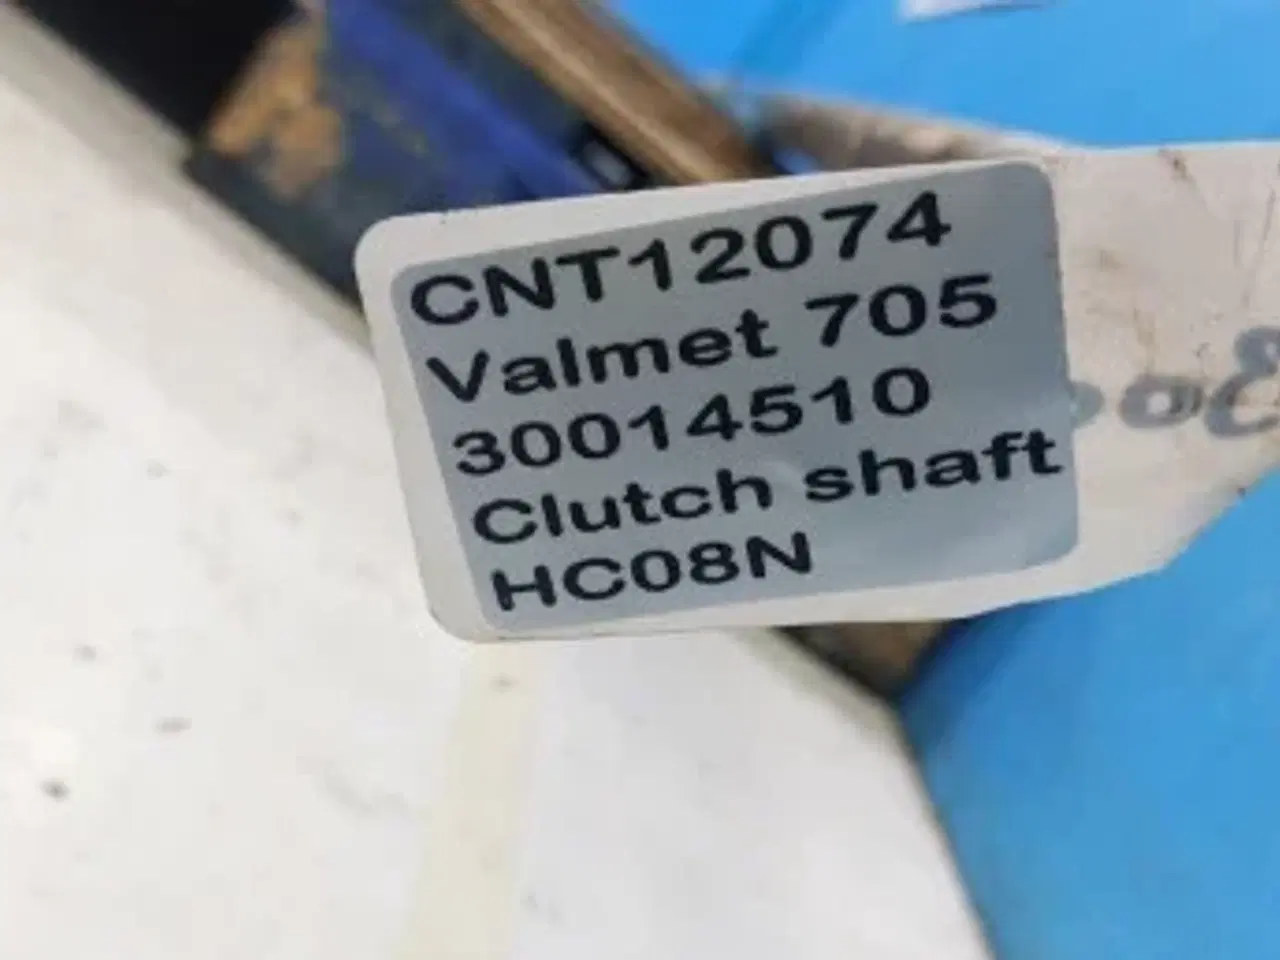 CNT12074
Valmet 705
30014510
Clutch shaft
HC08N